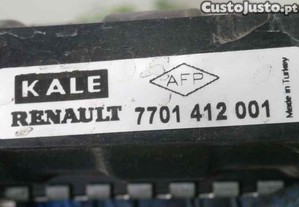 CustoJusto.pt
KALE
AFP
RENAULT 7701 412 001
Made in Turkey